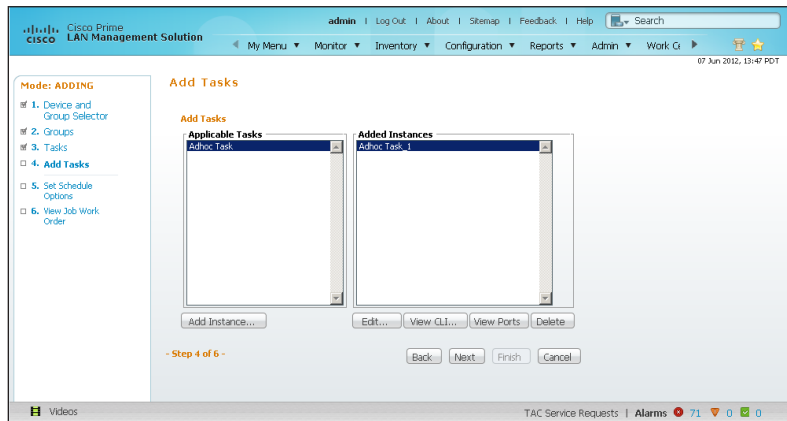 cisco Cisco Prime
LAN Management Solution
admin | Log Out | About | Sitemap | Feedback | Help
Search
My Menu ▼ Monitor ▼ Inventory ▼ Configuration ▼ Reports ▼ Admin ▼ Work Ce
07 Jun 2012, 13:47 PDT
Mode: ADDING
1. Device and
Group Selector
2. Groups
3. Tasks
4. Add Tasks
5. Set Schedule
Options
6. View Job Work
Order
Add Tasks
Add Tasks
Applicable Tasks
Adhoc Task
Added Instances
Adhoc Task_1
Add Instance...
Edit... View CLI... View Ports Delete
- Step 4 of 6 -
Back Next Finish Cancel
Videos
TAC Service Requests | Alarms 71 0 0